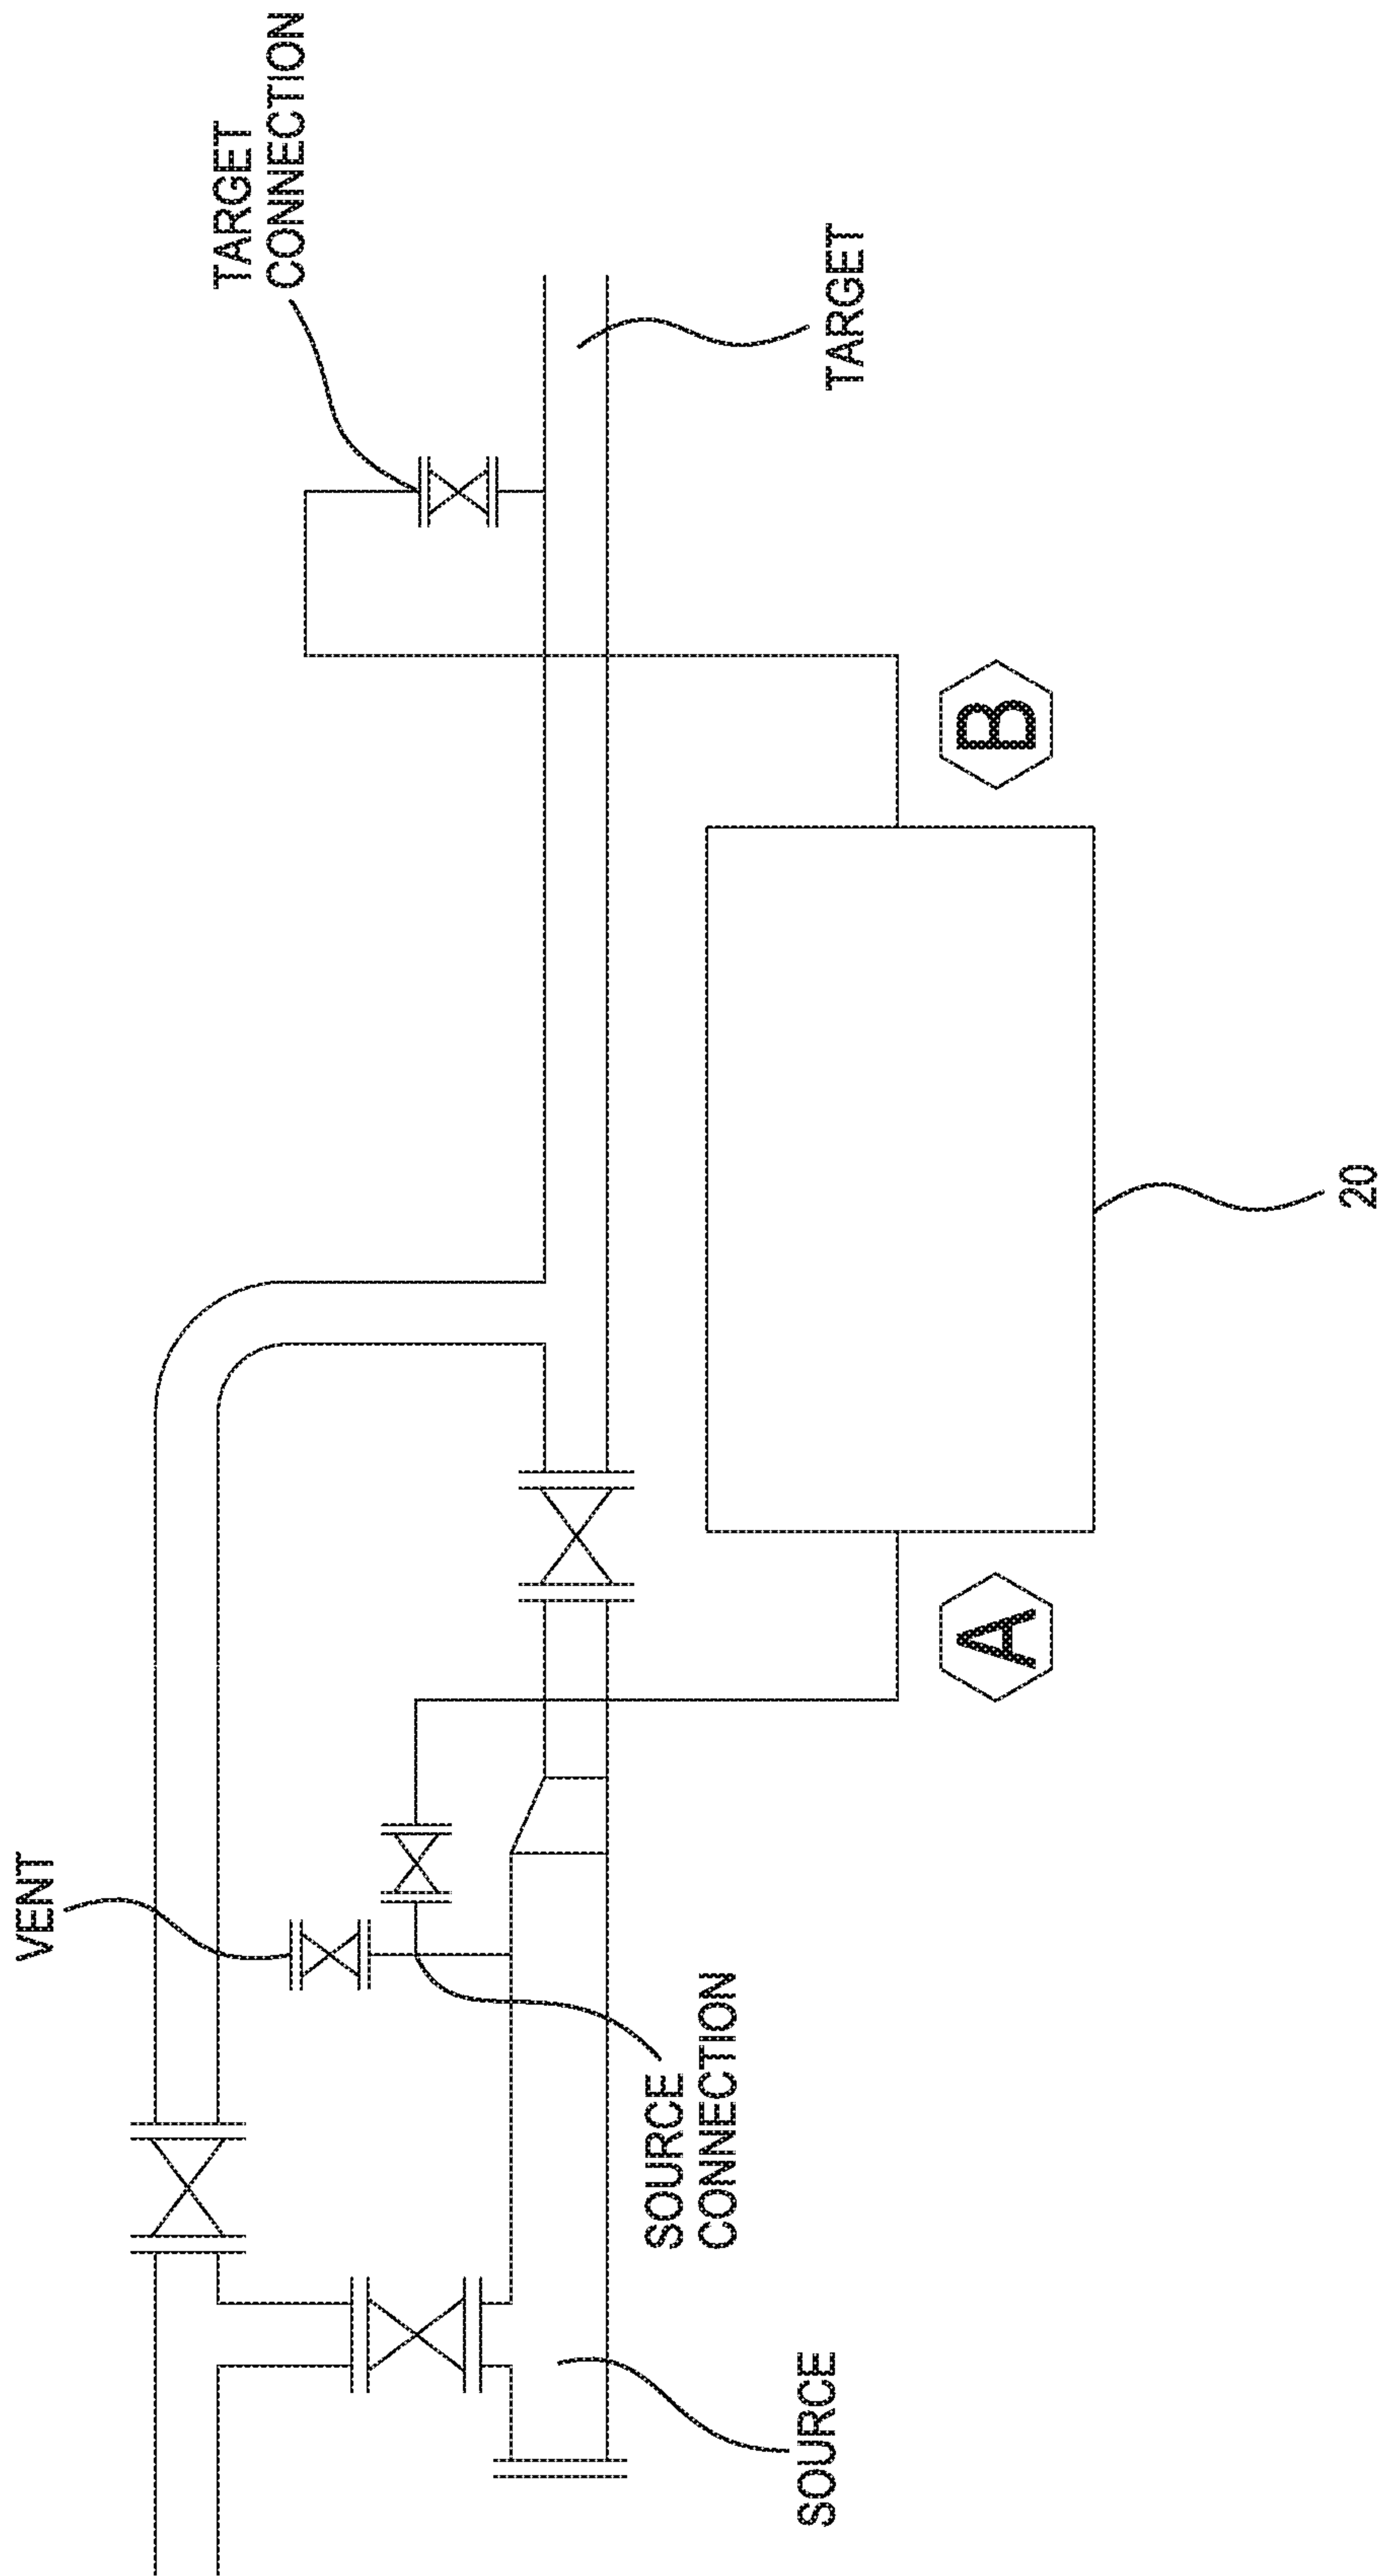 VENT
TARGET
CONNECTION
SOURCE
CONNECTION
TARGET
SOURCE
A
B
20